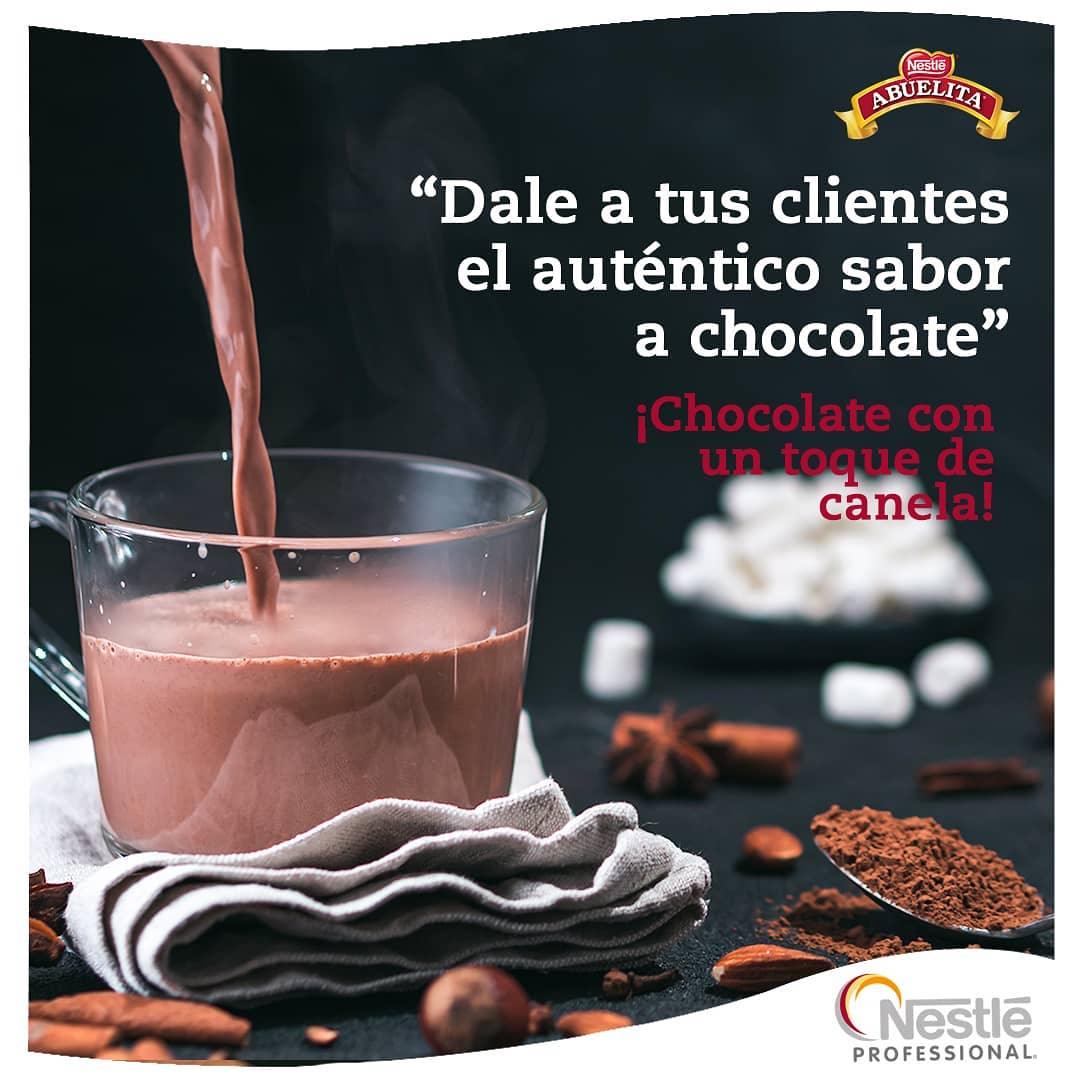 Nestlé
ABUELITA
“Dale a tus clientes
el auténtico sabor
a chocolate”
¡Chocolate con
un toque de
canela!
Nestlé
PROFESSIONAL